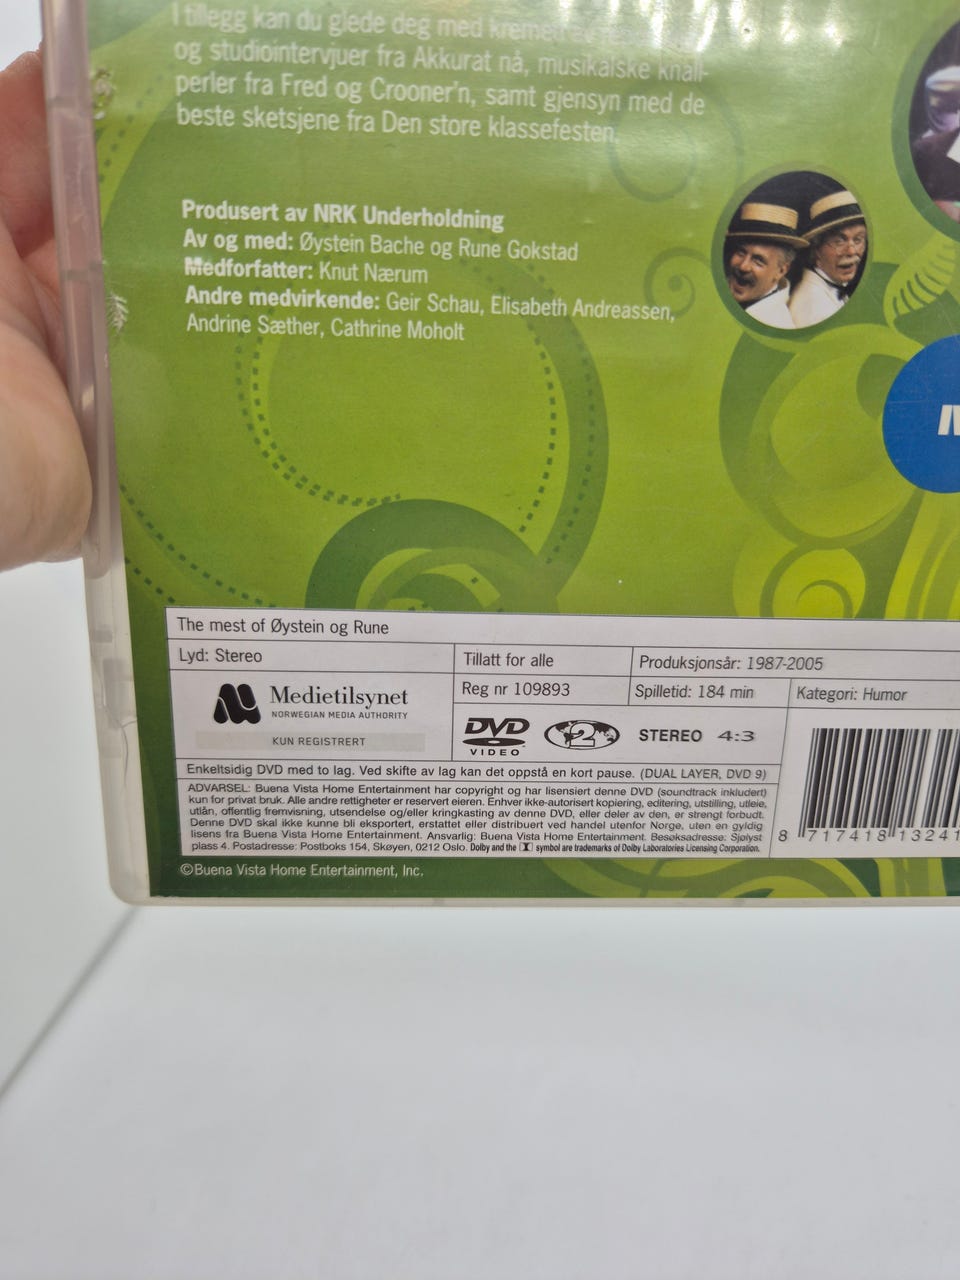 I tillegg kan du glede deg med
og studiointervjuer fra Akkurat nå, musikalske knall-
perler fra Fred og Crooner'n, samt gjensyn med de
beste sketsjene fra Den store klassefesten.
Produsert av NRK Underholdning
Av og med: Øystein Bache og Rune Gokstad
Medforfatter: Knut Nærum
Andre medvirkende: Geir Schau, Elisabeth Andreassen,
Andrine Sæther, Cathrine Moholt
The mest of Øystein og Rune
Lyd: Stereo
Tillatt for alle
Produksjonsår: 1987-2005
Medietilsynet
NORWEGIAN MEDIA AUTHORITY
KUN REGISTRERT
Reg nr 109893
Spilletid: 184 min
Kategori: Humor
DVD
VIDEO
2
STEREO 4:3
Enkeltsidig DVD med to lag. Ved skifte av lag kan det oppstå en kort pause. (DUAL LAYER, DVD 9)
ADVARSEL: Buena Vista Home Entertainment har copyright og har lisensiert denne DVD (soundtrack inkludert)
kun for privat bruk. Alle andre rettigheter er reservert eieren. Enhver ikke-autorisert kopiering, editering, utstilling, utleie,
utlån, offentlig fremvisning, utsendelse og/eller kringkasting av denne DVD, eller deler av den, er strengt forbudt.
Denne DVD skal ikke kunne bli eksportert, erstattet eller distribuert ved handel utenfor Norge, uten en gyldig
lisens fra Buena Vista Home Entertainment. Ansvarlig: Buena Vista Home Entertainment. Besøksadresse: Sjølyst
plass 4. Postadresse: Postboks 154, Skøyen, 0212 Oslo. Dolby and the symbol are trademarks of Dolby Laboratories Licensing Corporation.
8 717418 13241
©Buena Vista Home Entertainment, Inc.